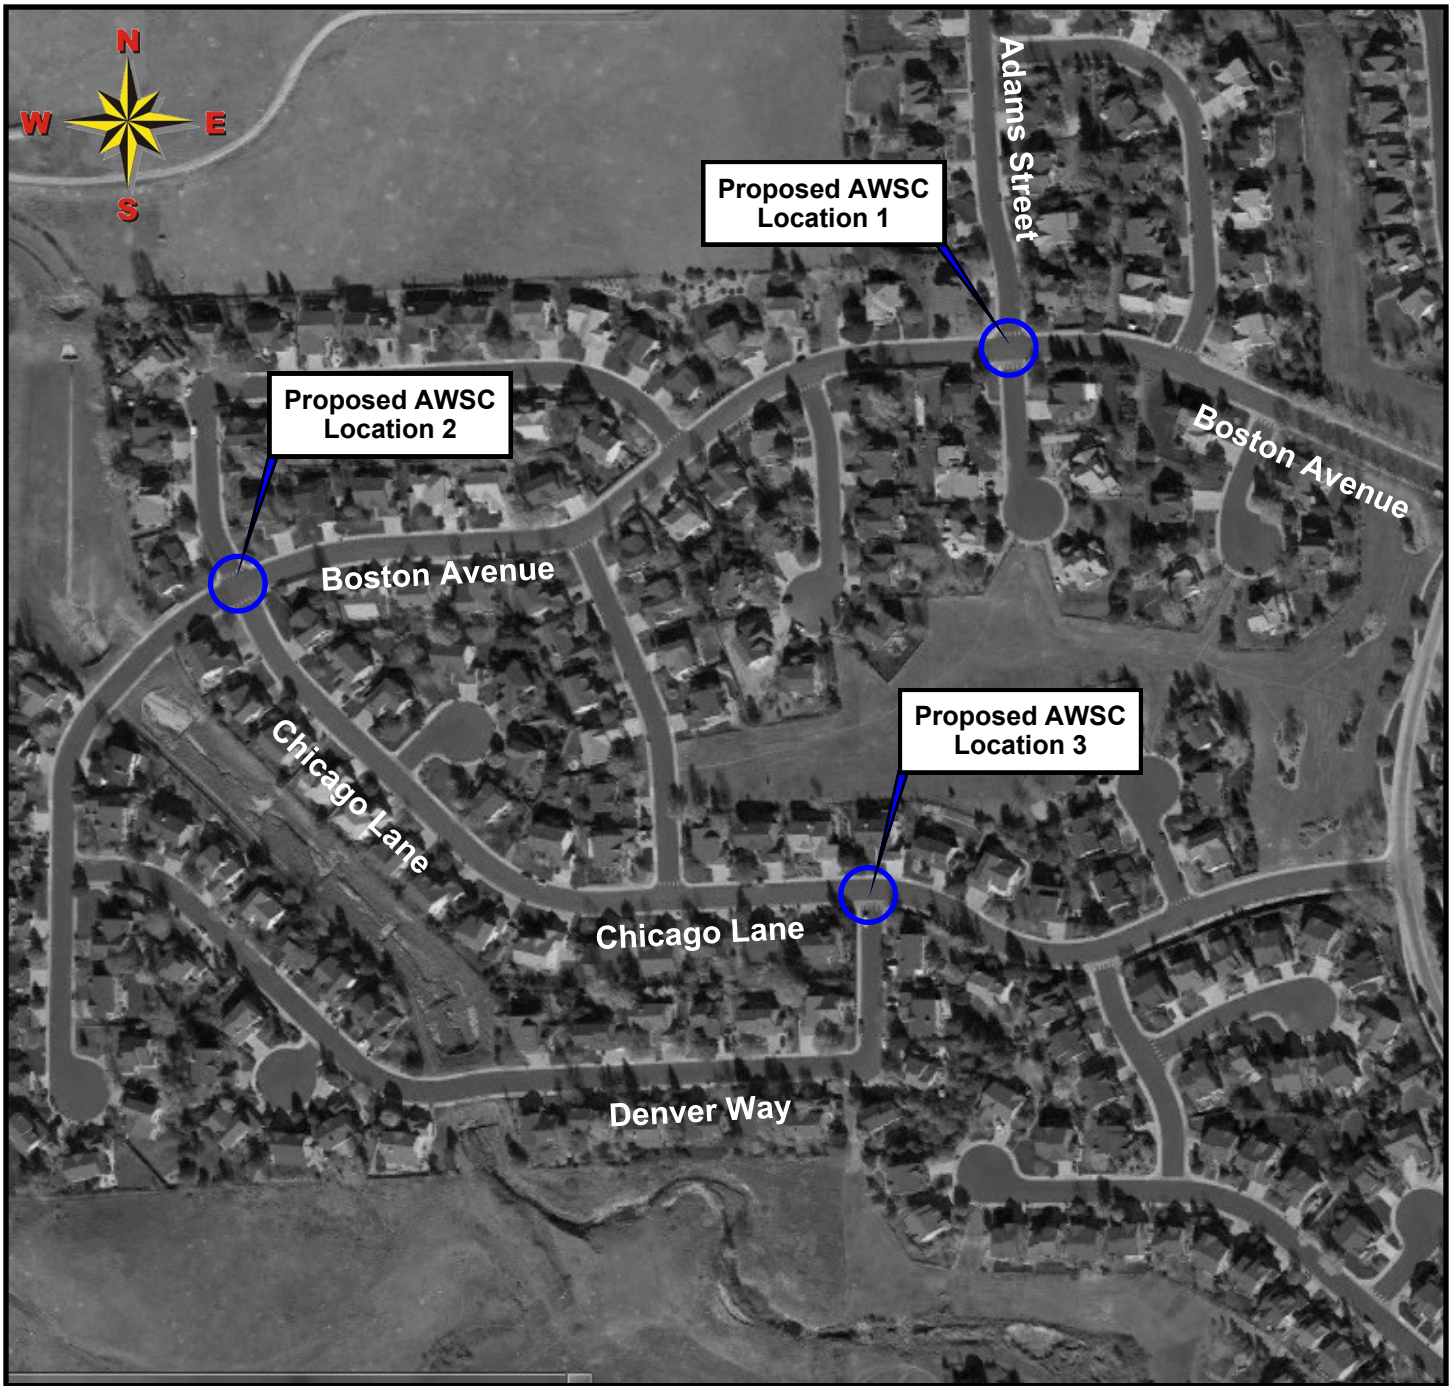 N
W E
S
Adams Street
Proposed AWSC
Location 1
Proposed AWSC
Location 2
Boston Avenue
Boston Avenue
Proposed AWSC
Location 3
Chicago Lane
Chicago Lane
Denver Way